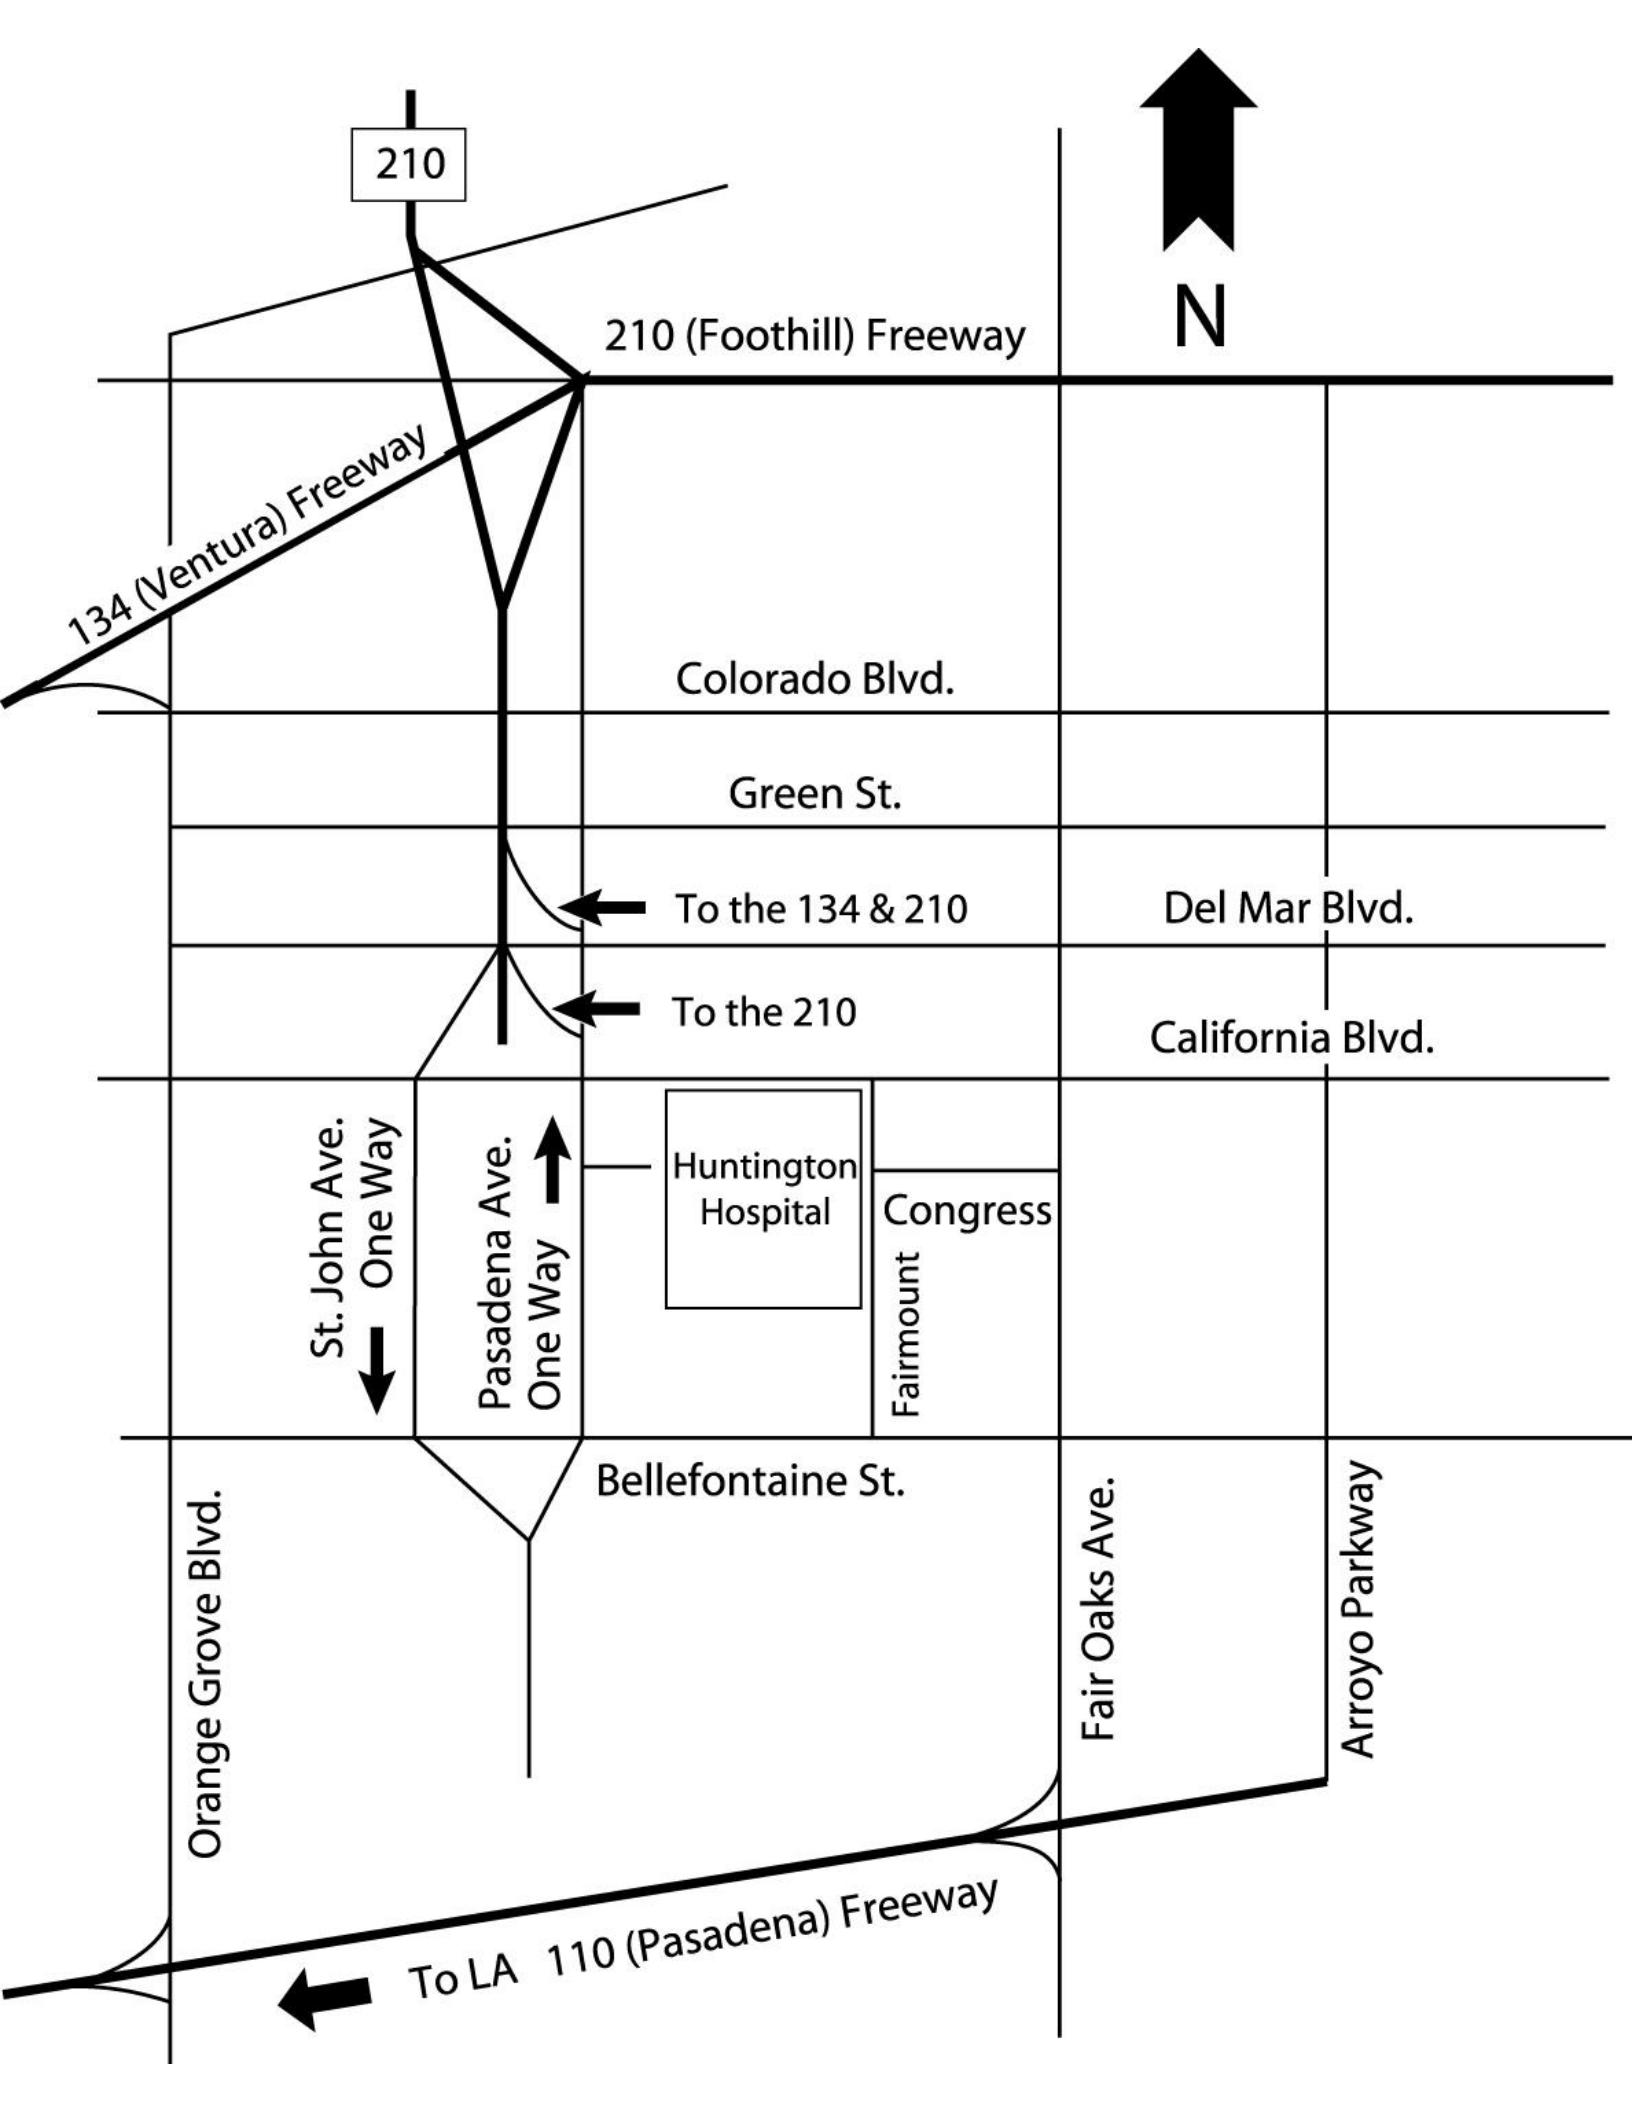 210
N
210 (Foothill) Freeway
134 (Ventura) Freeway
Colorado Blvd.
Green St.
To the 134 & 210
Del Mar Blvd.
To the 210
California Blvd.
St. John Ave.
One Way
Pasadena Ave.
One Way
Huntington
Hospital
Congress
Fairmount
Bellefontaine St.
Orange Grove Blvd.
Fair Oaks Ave.
Arroyo Parkway
To LA 110 (Pasadena) Freeway